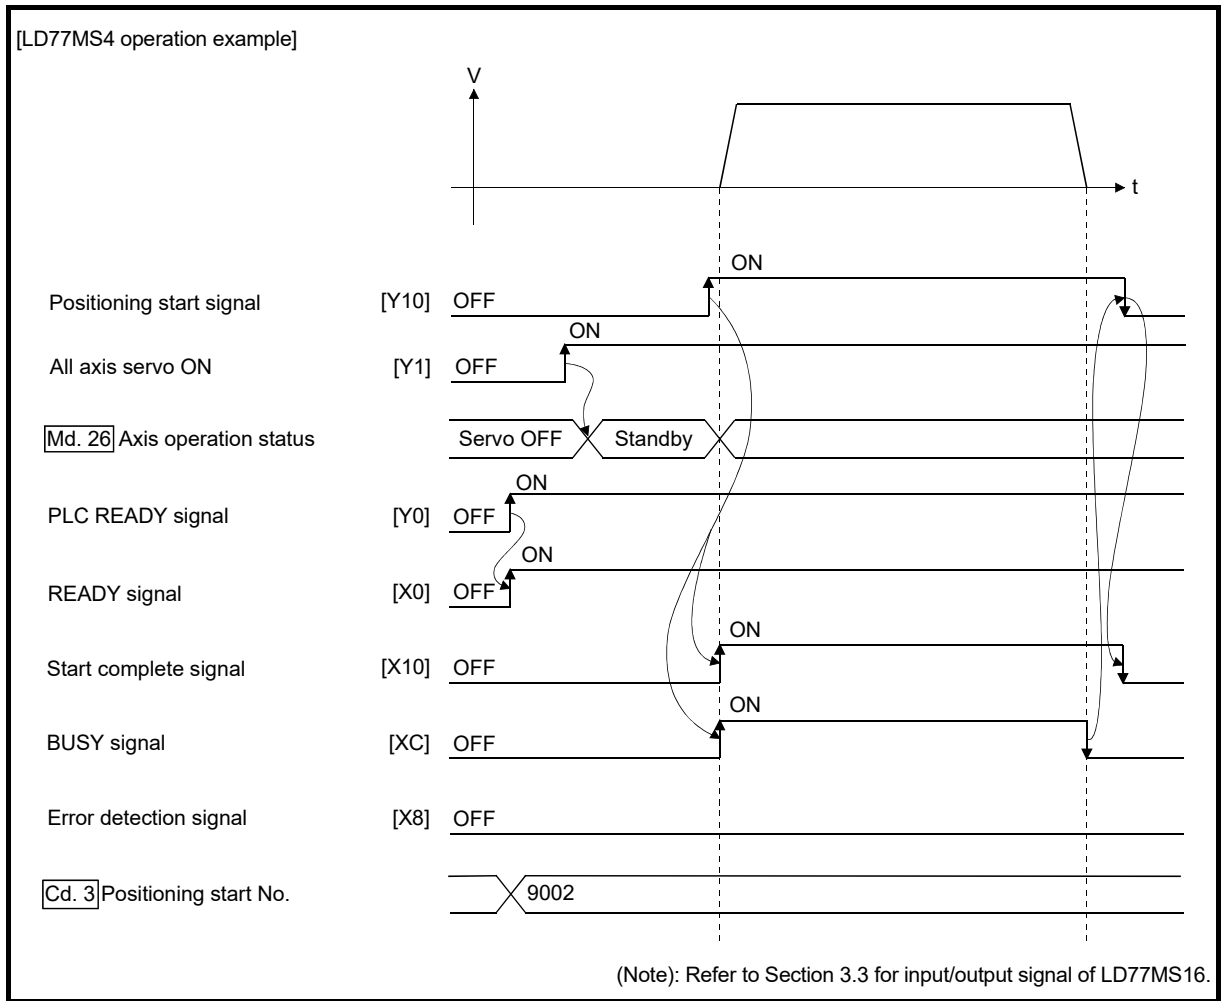 [LD77MS4 operation example]
V
t
ON
Positioning start signal [Y10] OFF
ON
All axis servo ON [Y1] OFF
Md. 26 Axis operation status Servo OFF Standby
ON
PLC READY signal [Y0] OFF
ON
READY signal [X0] OFF
ON
Start complete signal [X10] OFF
ON
BUSY signal [XC] OFF
Error detection signal [X8] OFF
Cd. 3 Positioning start No. 9002
(Note): Refer to Section 3.3 for input/output signal of LD77MS16.